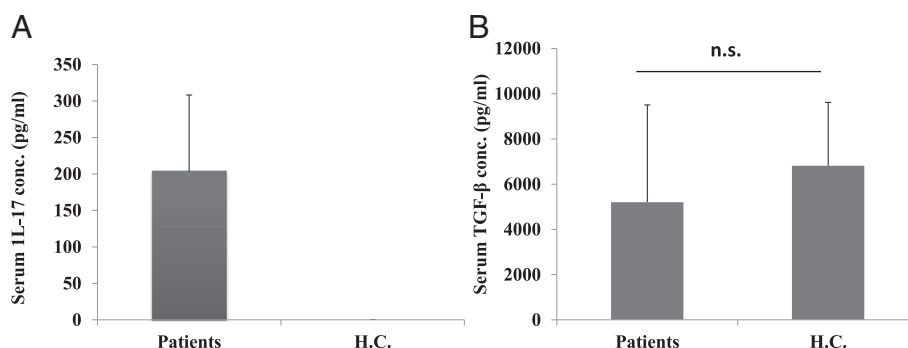 A
Serum 1L-17 conc. (pg/ml)
350
300
250
200
150
100
50
0
Patients
H.C.
B
Serum TGF-β conc. (pg/ml)
12000
10000
8000
6000
4000
2000
0
n.s.
Patients
H.C.